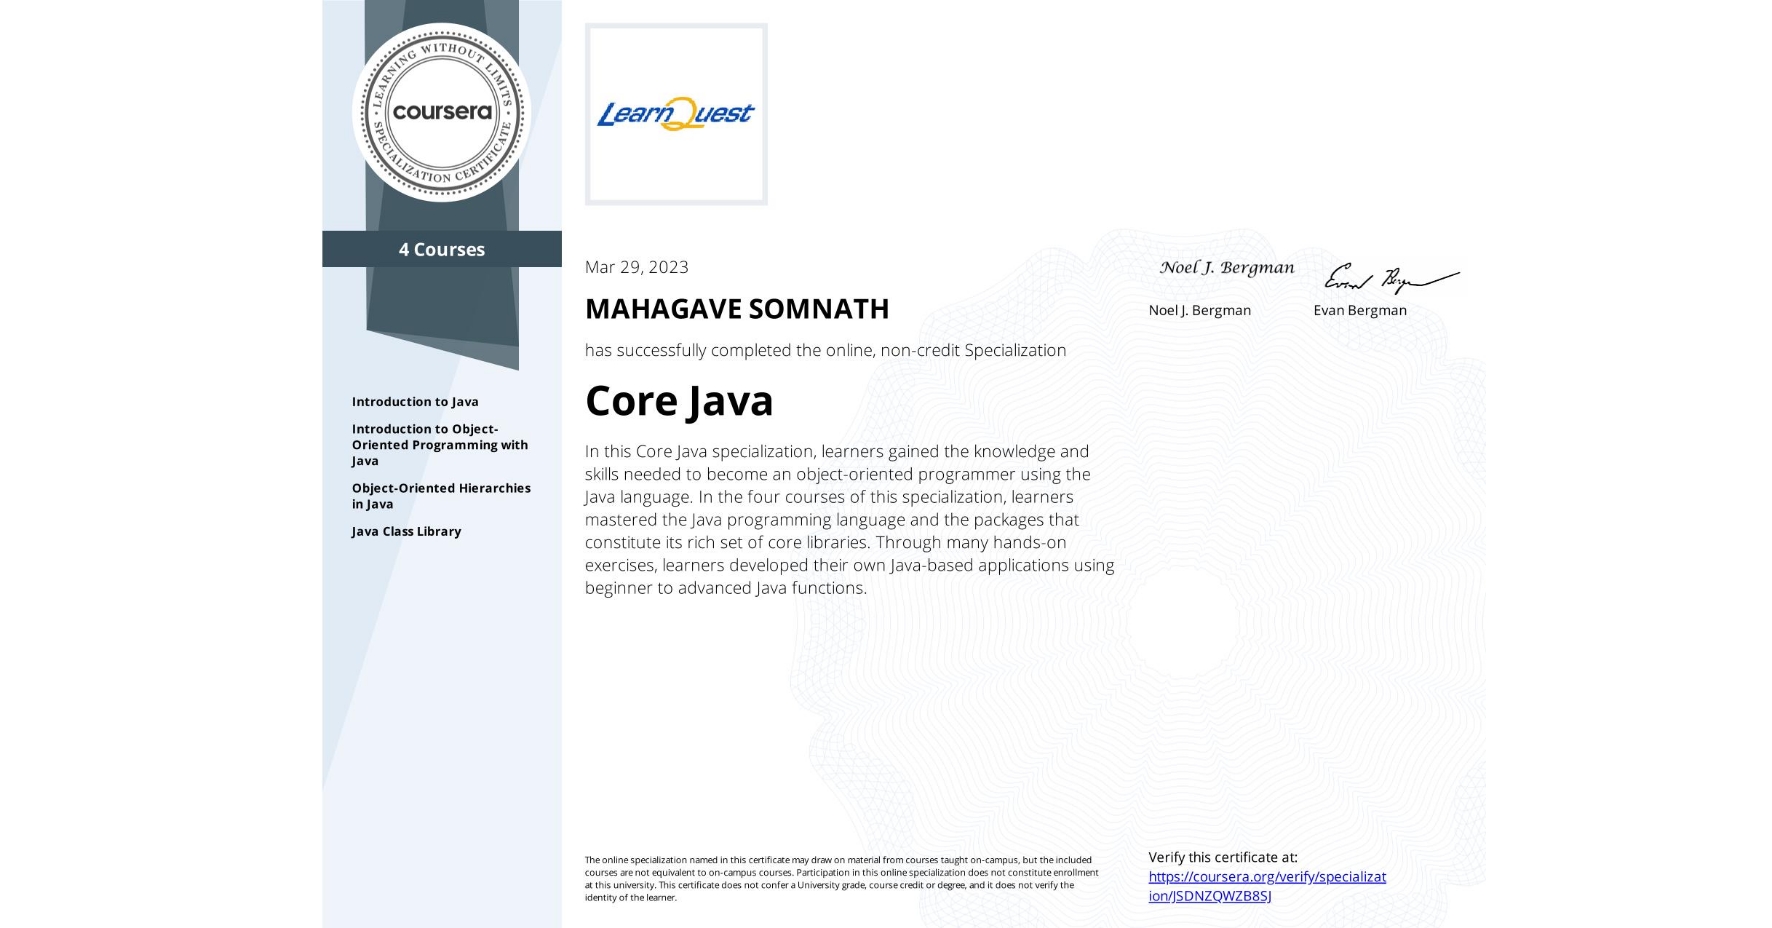 LEARNING WITHOUT LIMITS
coursera
SPECIALIZATION CERTIFICATE
4 Courses
Introduction to Java
Introduction to Object-
Oriented Programming with
Java
Object-Oriented Hierarchies
in Java
Java Class Library
LearnQuest
Mar 29, 2023
MAHAGAVE SOMNATH
has successfully completed the online, non-credit Specialization
Core Java
In this Core Java specialization, learners gained the knowledge and
skills needed to become an object-oriented programmer using the
Java language. In the four courses of this specialization, learners
mastered the Java programming language and the packages that
constitute its rich set of core libraries. Through many hands-on
exercises, learners developed their own Java-based applications using
beginner to advanced Java functions.
Noel J. Bergman
Noel J. Bergman
Evan Bergman
The online specialization named in this certificate may draw on material from courses taught on-campus, but the included
courses are not equivalent to on-campus courses. Participation in this online specialization does not constitute enrollment
at this university. This certificate does not confer a University grade, course credit or degree, and it does not verify the
identity of the learner.
Verify this certificate at:
https://coursera.org/verify/specializat
ion/JSDNZQWZB8SJ